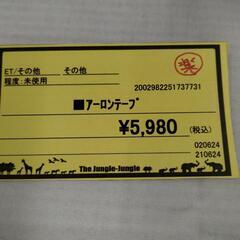 ET/その他 その他
程度:未使用
楽
2002982251737731
■アーロンテープ
¥5,980 (税込)
020624
210624
The Jungle-Jungle